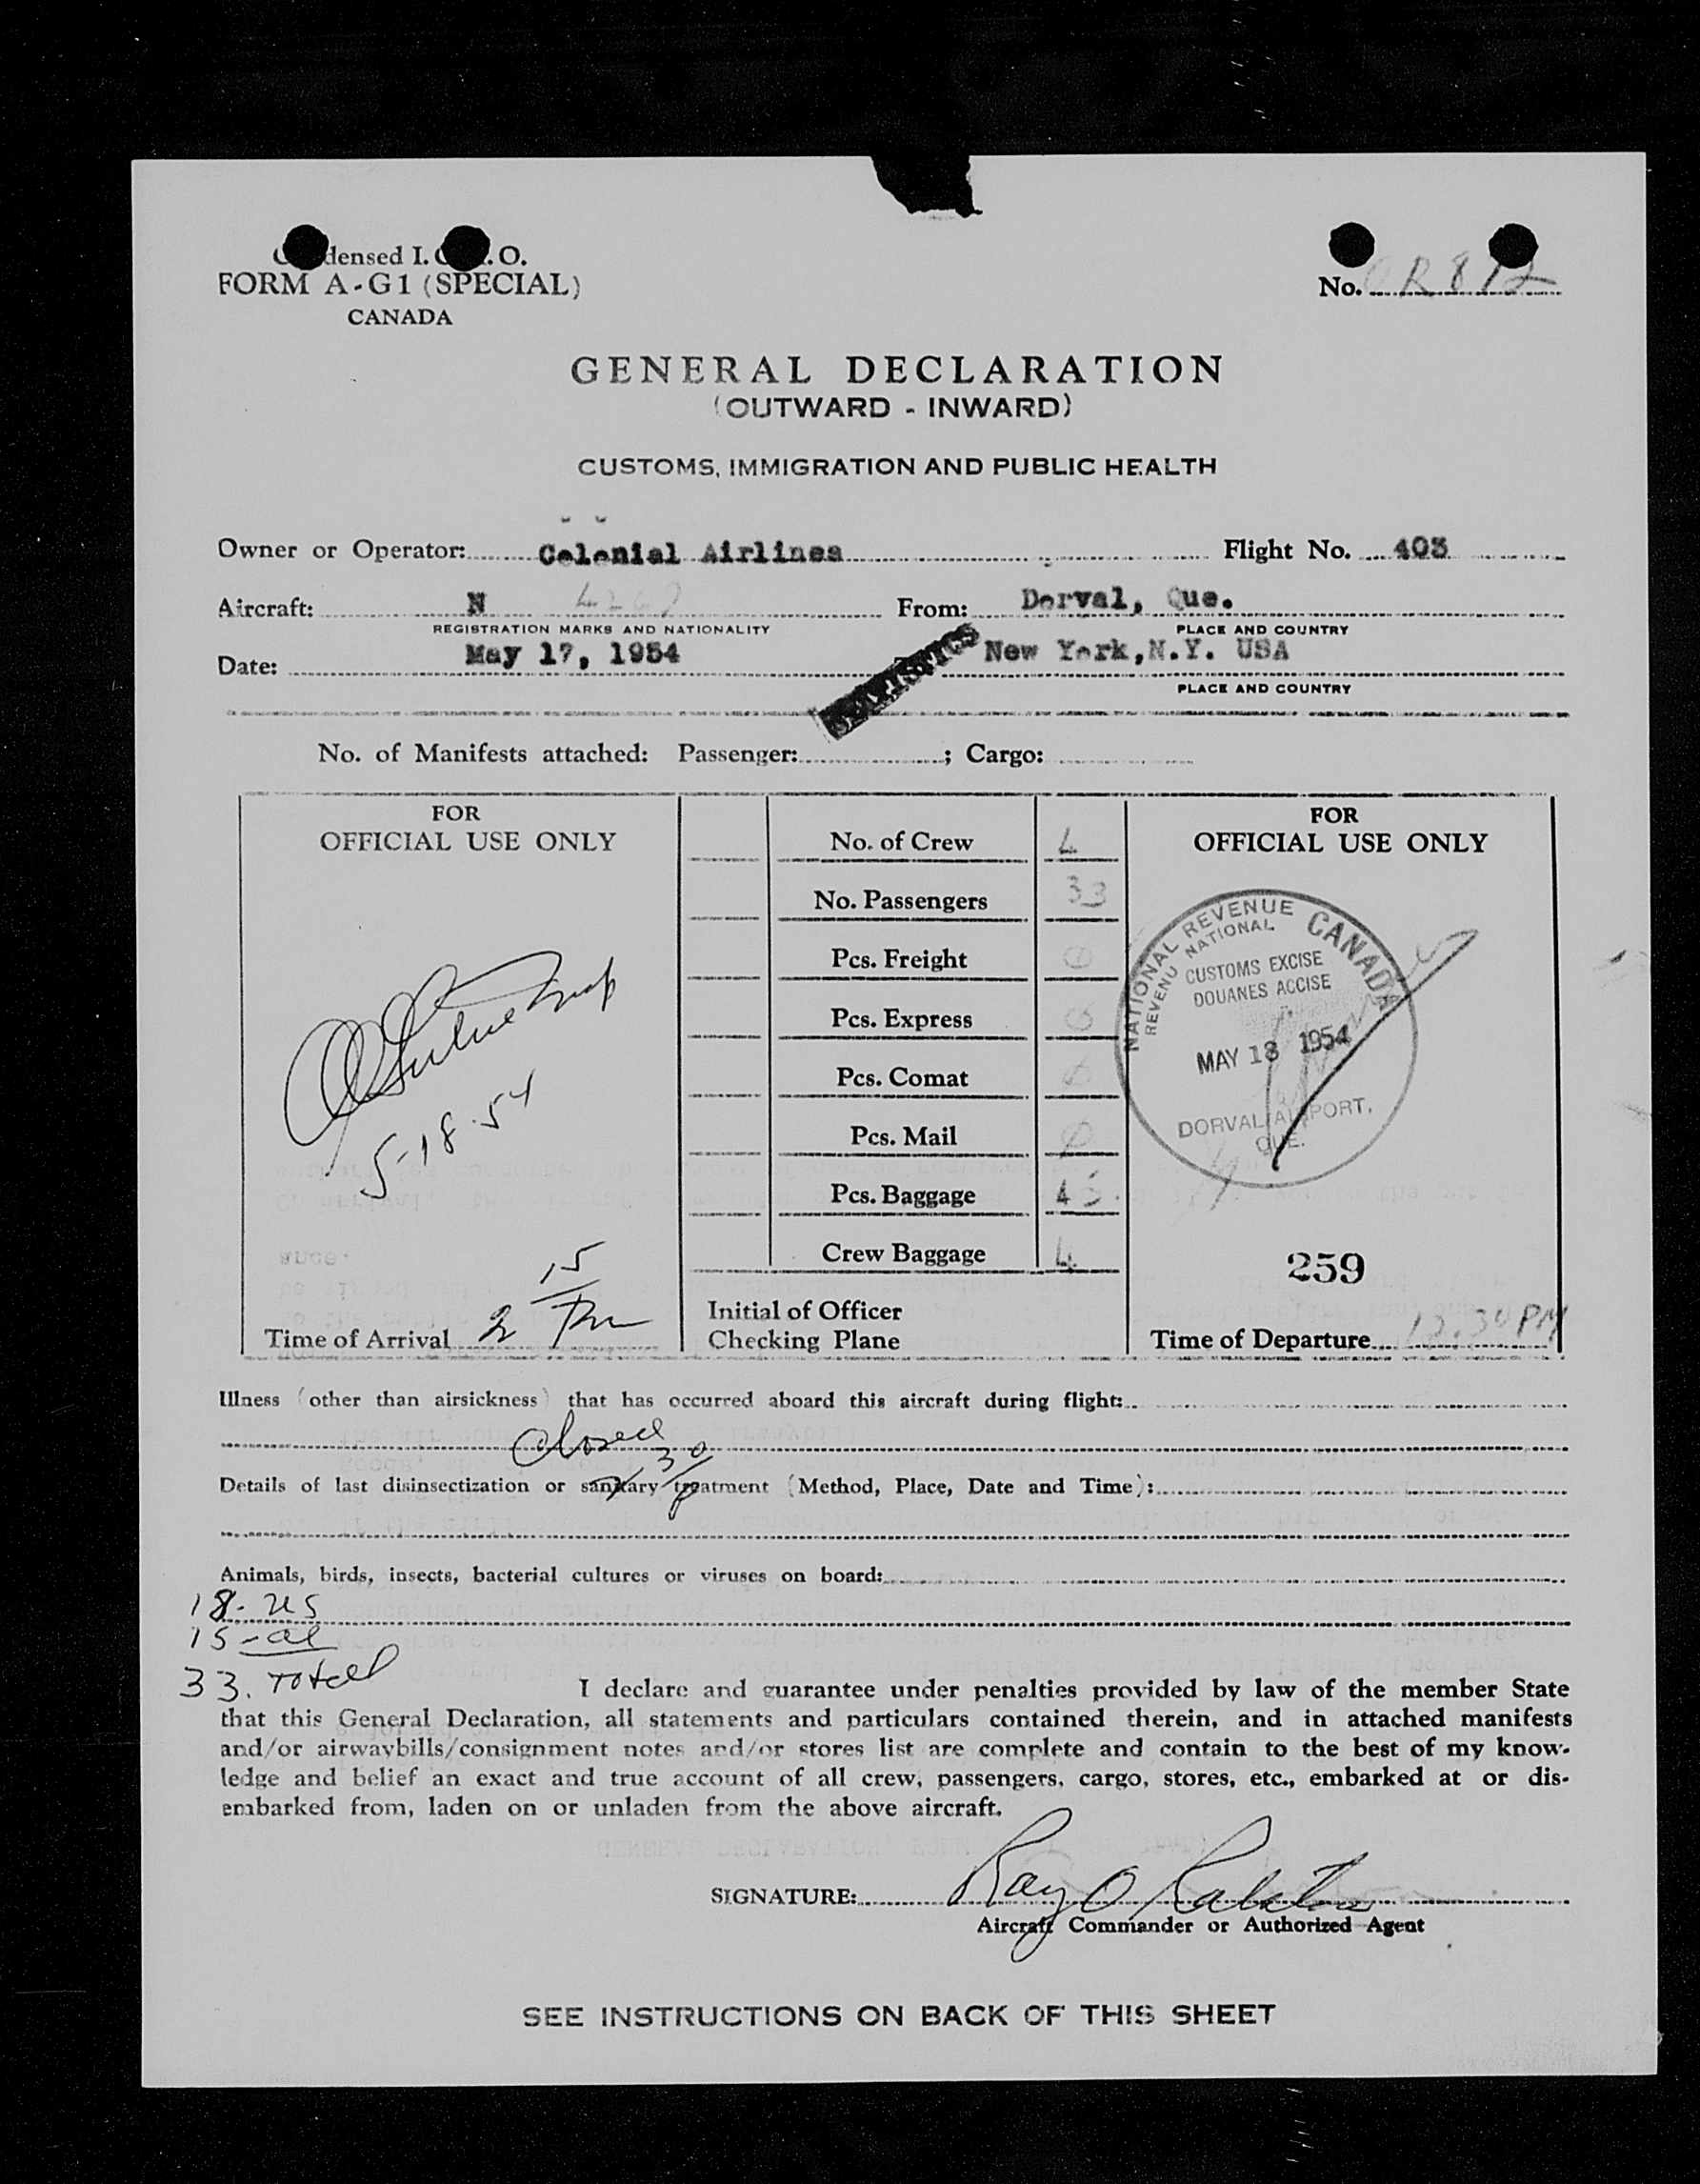 densed I. O.
FORM A-G1 (SPECIAL)
CANADA
No. R 8 12
GENERAL DECLARATION
(OUTWARD - INWARD)
CUSTOMS, IMMIGRATION AND PUBLIC HEALTH
Owner or Operator: Colonial Airlines Flight No. 403
Aircraft: N From: Dorval, Que.
REGISTRATION MARKS AND NATIONALITY PLACE AND COUNTRY
Date: May 17, 1954 New York, N.Y. USA
PLACE AND COUNTRY
No. of Manifests attached: Passenger: ; Cargo:
FOR
OFFICIAL USE ONLY
5-18-54
Time of Arrival 2 15 Pm
No. of Crew 4
No. Passengers 33
Pcs. Freight 0
Pcs. Express 0
Pcs. Comat 0
Pcs. Mail 0
Pcs. Baggage
Crew Baggage 4
Initial of Officer
Checking Plane
FOR
OFFICIAL USE ONLY
NATIONAL REVENUE CANADA
REVENU NATIONAL
CUSTOMS EXCISE
DOUANES ACCISE
MAY 18 1954
DORVAL AIRPORT,
QUE.
259
Time of Departure 12.30 PM
Illness (other than airsickness) that has occurred aboard this aircraft during flight:
Closed
Details of last disinsectization or sanitary treatment (Method, Place, Date and Time):
Animals, birds, insects, bacterial cultures or viruses on board:
18-US
15-al
33. Total
I declare and guarantee under penalties provided by law of the member State
that this General Declaration, all statements and particulars contained therein, and in attached manifests
and/or airwaybills/consignment notes and/or stores list are complete and contain to the best of my know-
ledge and belief an exact and true account of all crew, passengers, cargo, stores, etc., embarked at or dis-
embarked from, laden on or unladen from the above aircraft.
SIGNATURE: Ray O
Aircraft Commander or Authorized Agent
SEE INSTRUCTIONS ON BACK OF THIS SHEET